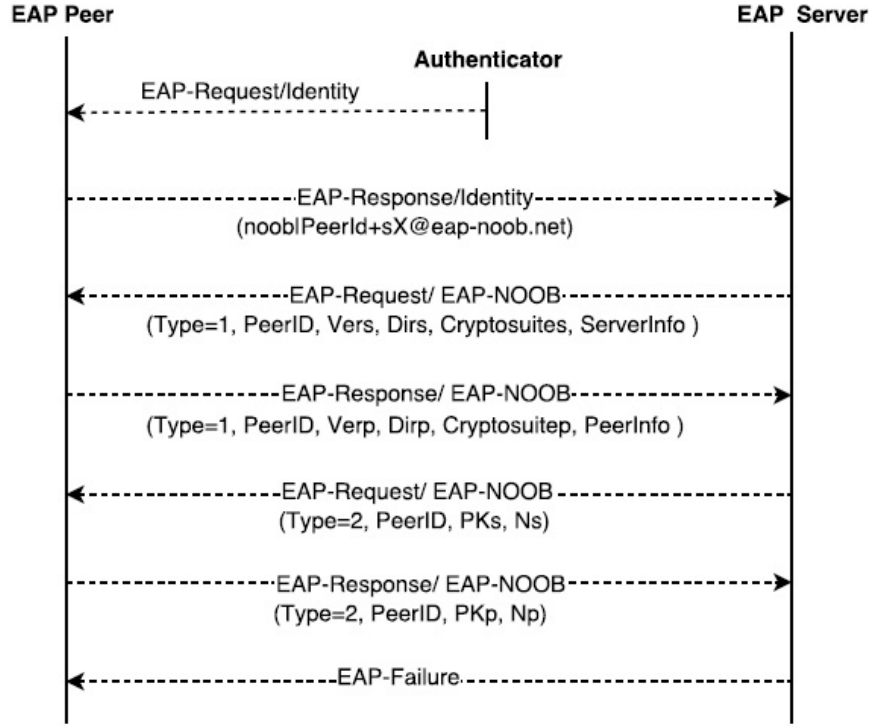 EAP Peer
EAP Server
Authenticator
EAP-Request/Identity
EAP-Response/Identity
(noob|PeerId+sX@eap-noob.net)
EAP-Request/ EAP-NOOB
(Type=1, PeerID, Vers, Dirs, Cryptosuites, ServerInfo )
EAP-Response/ EAP-NOOB
(Type=1, PeerID, Verp, Dirp, Cryptosuitep, PeerInfo )
EAP-Request/ EAP-NOOB
(Type=2, PeerID, PKs, Ns)
EAP-Response/ EAP-NOOB
(Type=2, PeerID, PKp, Np)
EAP-Failure